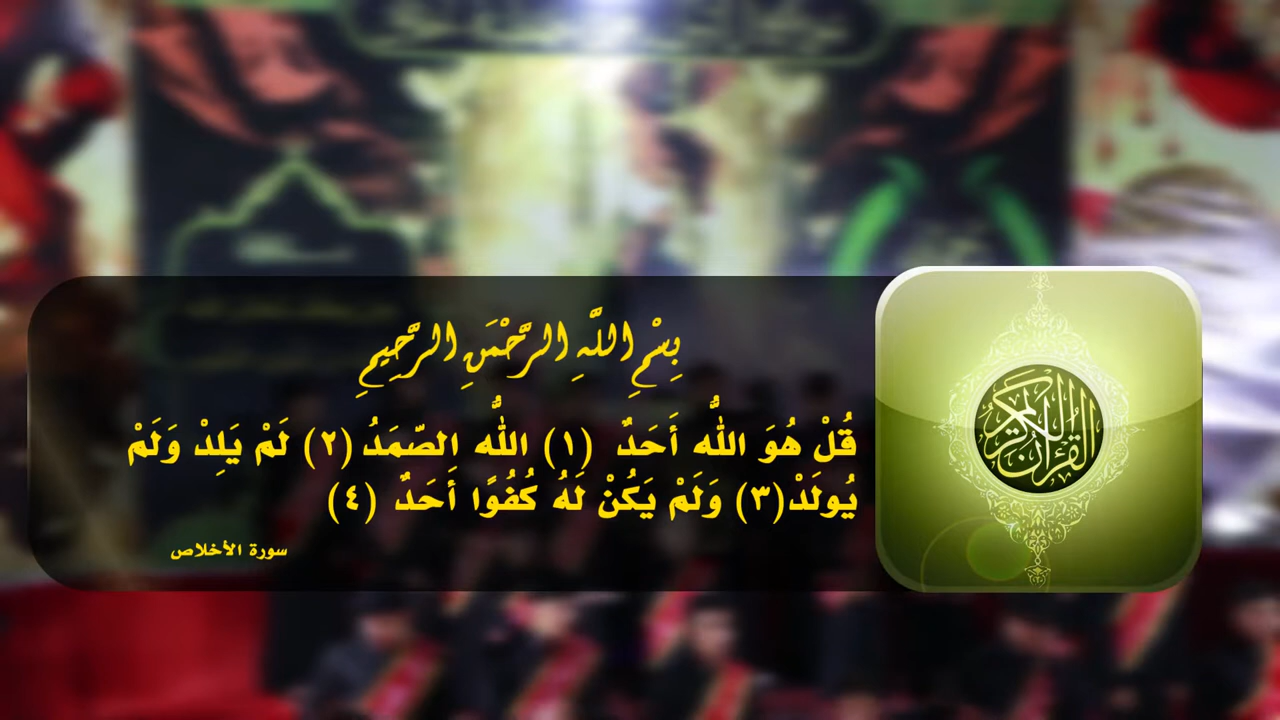 بِسْمِ اللَّهِ الرَّحْمَنِ الرَّحِيمِ
قُلْ هُوَ اللَّه أَحَدٌ (١) اللَّه الصَّمَدُ (٢) لَمْ يَلِدْ وَلَمْ
يُولَدْ(٣) وَلَمْ يَكُنْ لَهُ كُفُوًا أَحَدٌ (٤)
سورة الأخلاص
القرآن الكريم